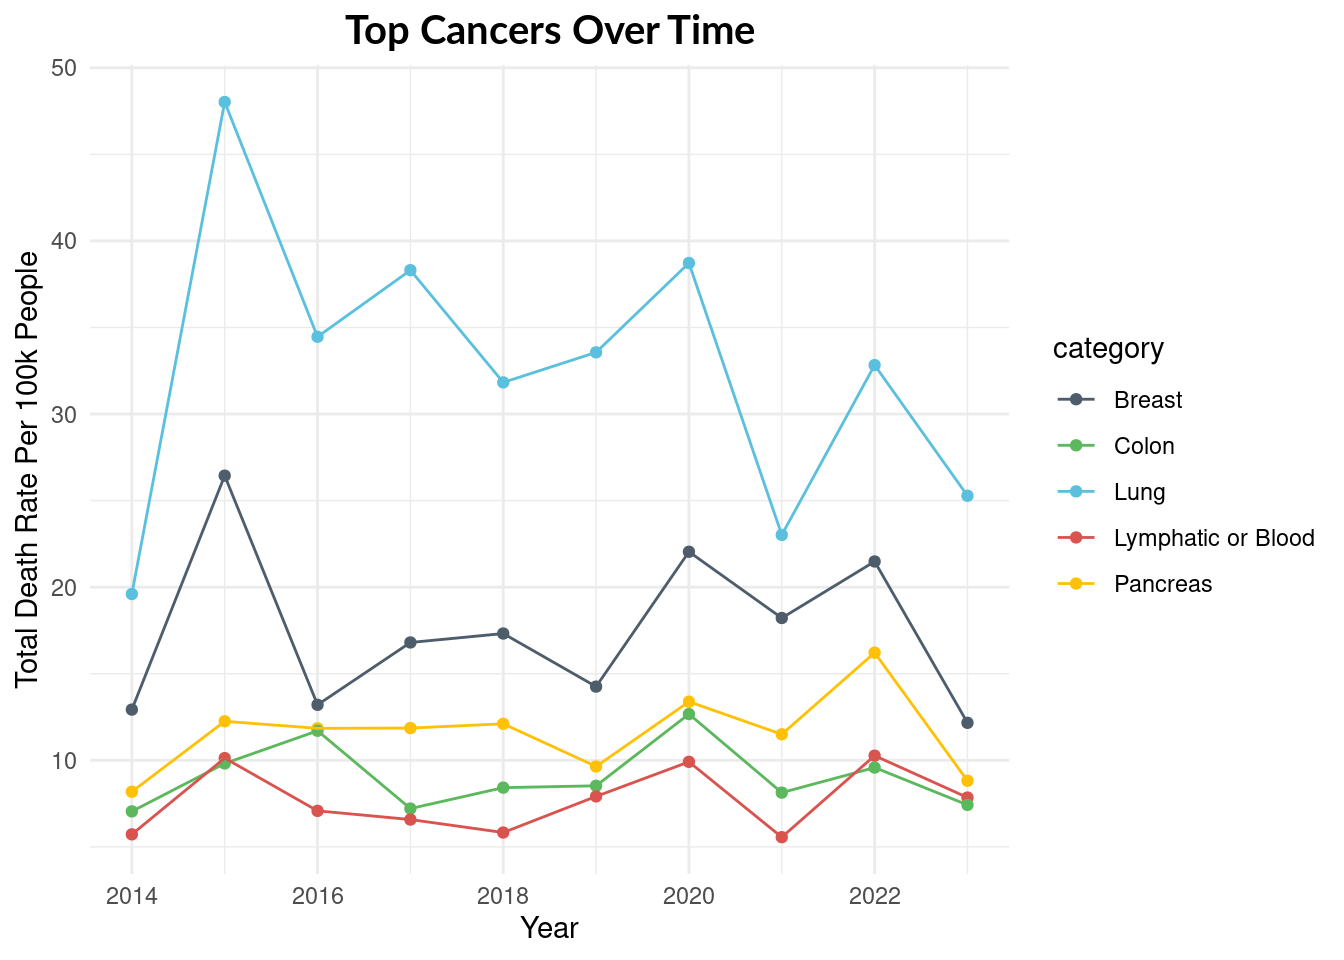 Top Cancers Over Time
Total Death Rate Per 100k People
50
40
30
20
10
2014
2016
2018
2020
2022
Year
category
Breast
Colon
Lung
Lymphatic or Blood
Pancreas